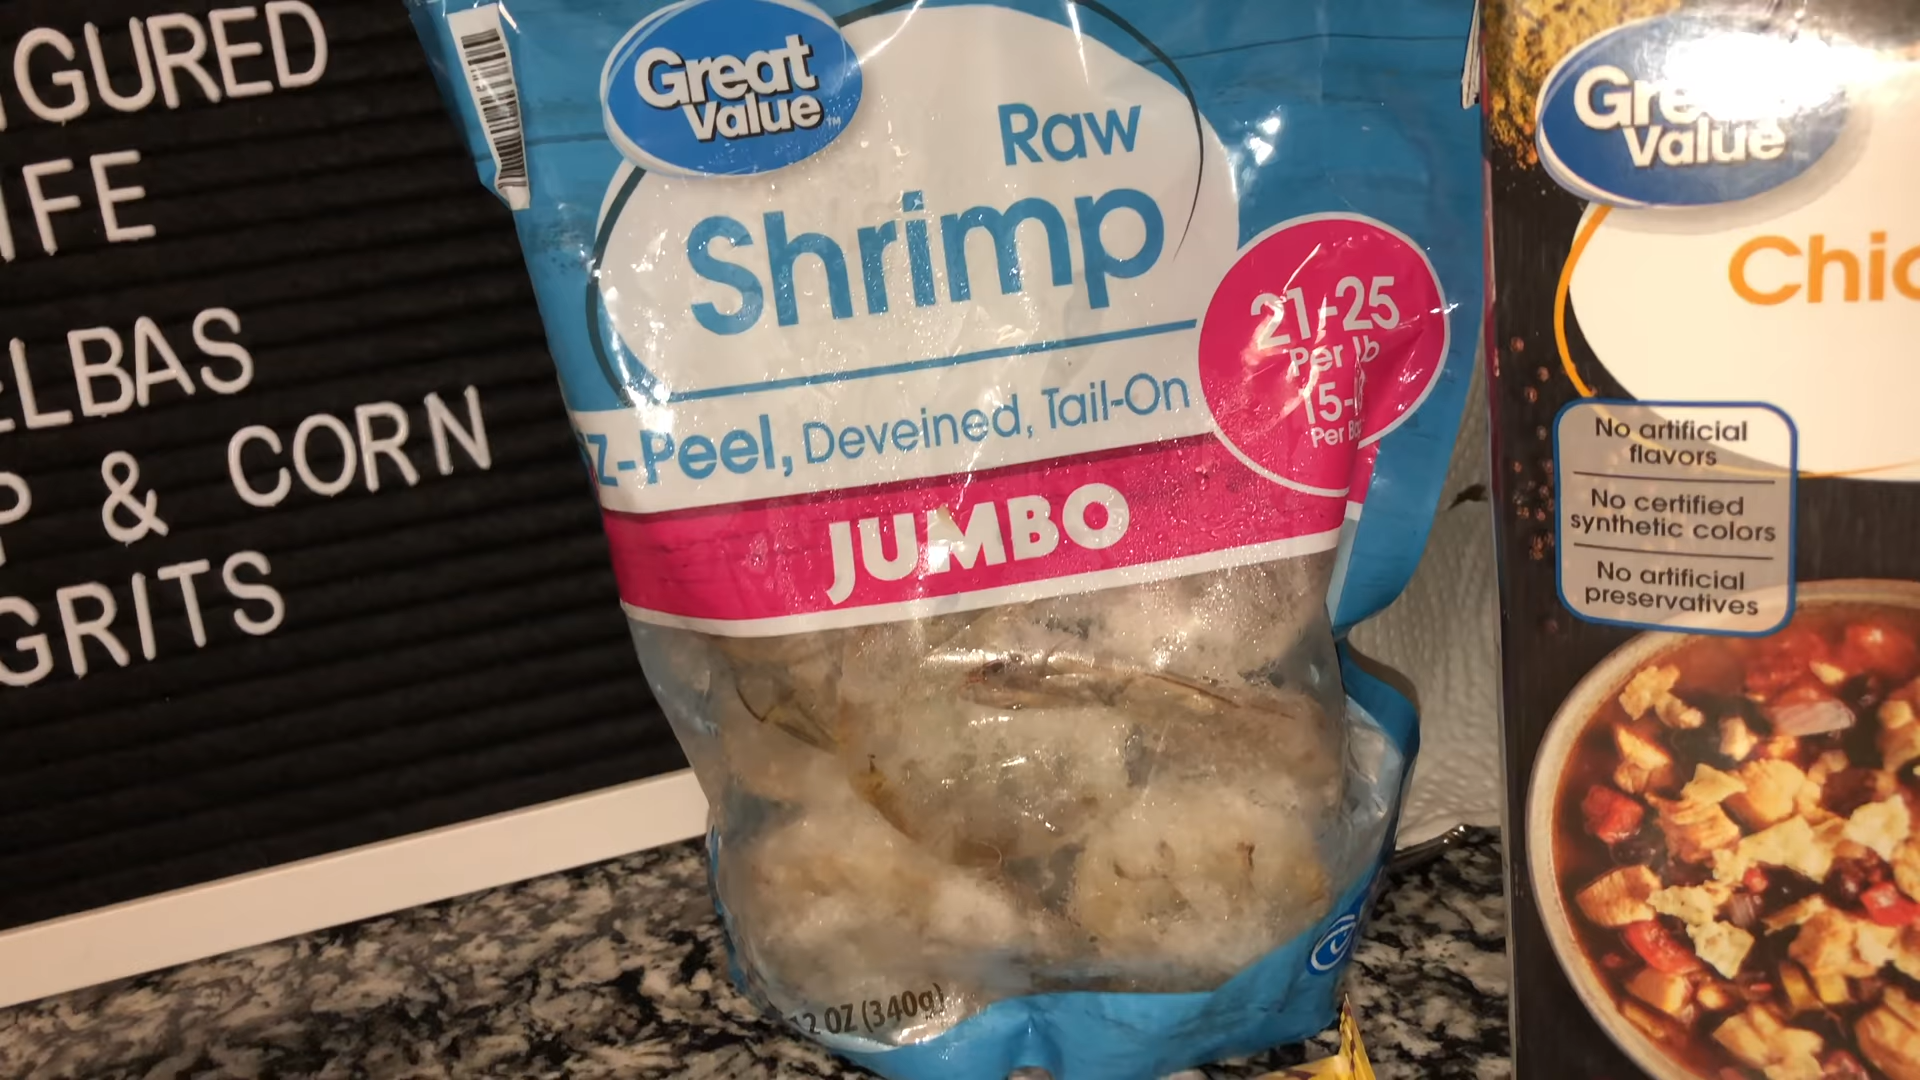 GURED
IFE
ELBAS
P & CORN
GRITS
Great
Value
Raw
Shrimp
21-25
Per lb
15-
Per
EZ-Peel, Deveined, Tail-On
JUMBO
12 OZ (340g)
Great
Value
Chic
No artificial
flavors
No certified
synthetic colors
No artificial
preservatives